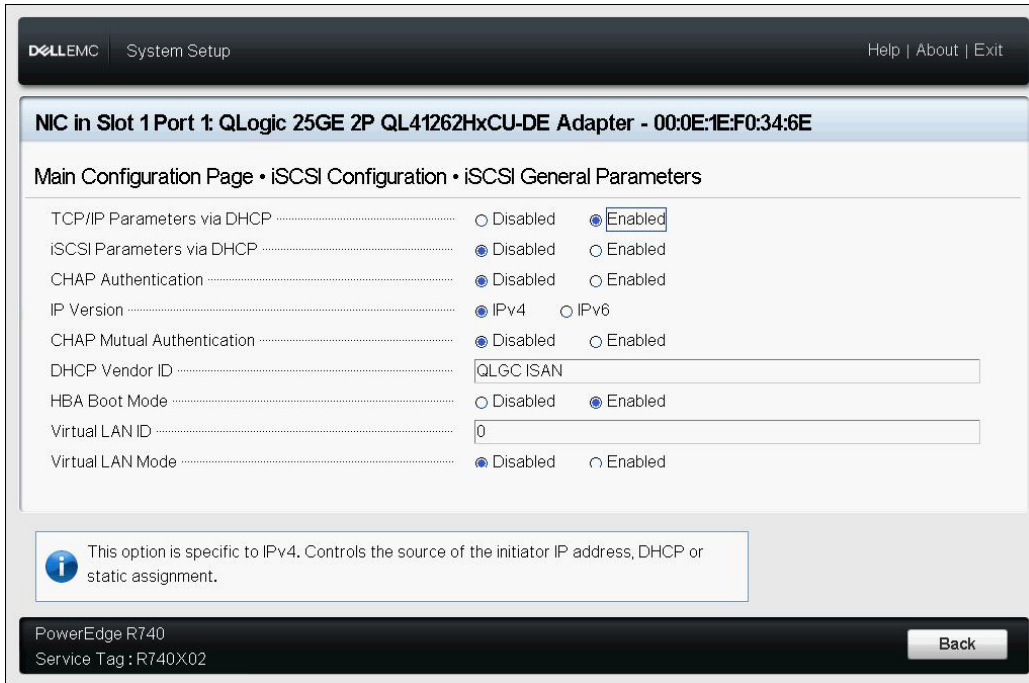 DELLEMC System Setup Help | About | Exit
NIC in Slot 1 Port 1: QLogic 25GE 2P QL41262HxCU-DE Adapter - 00:0E:1E:F0:34:6E
Main Configuration Page • iSCSI Configuration • iSCSI General Parameters
TCP/IP Parameters via DHCP Disabled Enabled
iSCSI Parameters via DHCP Disabled Enabled
CHAP Authentication Disabled Enabled
IP Version IPv4 IPv6
CHAP Mutual Authentication Disabled Enabled
DHCP Vendor ID QLGC ISAN
HBA Boot Mode Disabled Enabled
Virtual LAN ID 0
Virtual LAN Mode Disabled Enabled
This option is specific to IPv4. Controls the source of the initiator IP address, DHCP or
static assignment.
PowerEdge R740
Service Tag : R740X02
Back